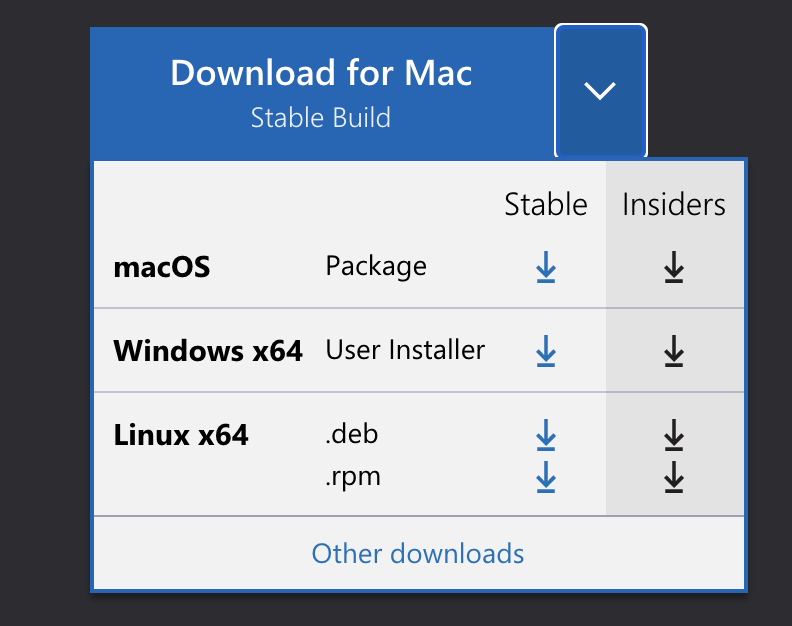 Download for Mac
Stable Build
Stable Insiders
macOS Package
Windows x64 User Installer
Linux x64 .deb
.rpm
Other downloads